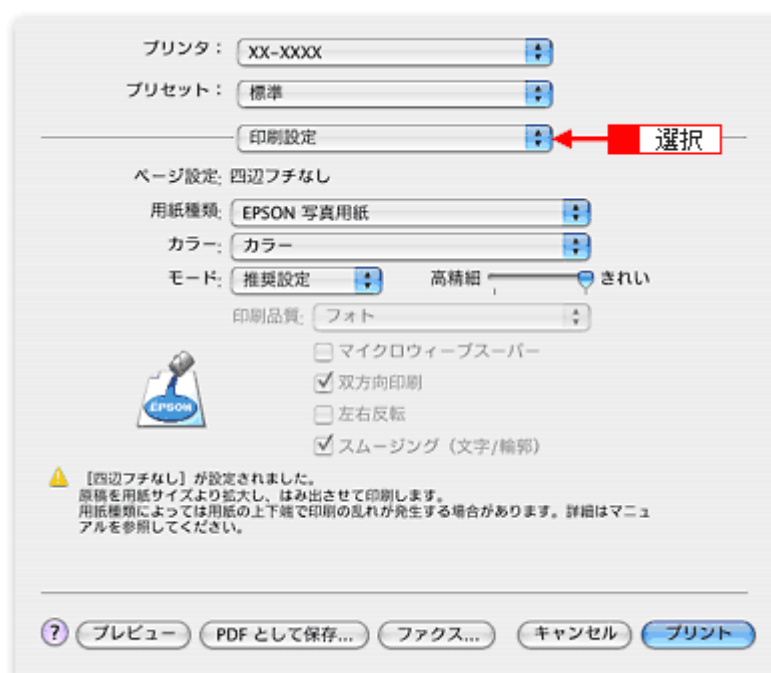 プリンタ： XX-XXXX
プリセット： 標準
印刷設定 選択
ページ設定: 四辺フチなし
用紙種類: EPSON 写真用紙
カラー: カラー
モード: 推奨設定 高精細 きれい
印刷品質: フォト
マイクロウィーブスーパー
双方向印刷
EPSON 左右反転
スムージング（文字/輪郭）
［四辺フチなし］が設定されました。
原稿を用紙サイズより拡大し、はみ出させて印刷します。
用紙種類によっては用紙の上下端で印刷の乱れが発生する場合があります。詳細はマニュ
アルを参照してください。
? プレビュー PDF として保存... ファクス... キャンセル プリント